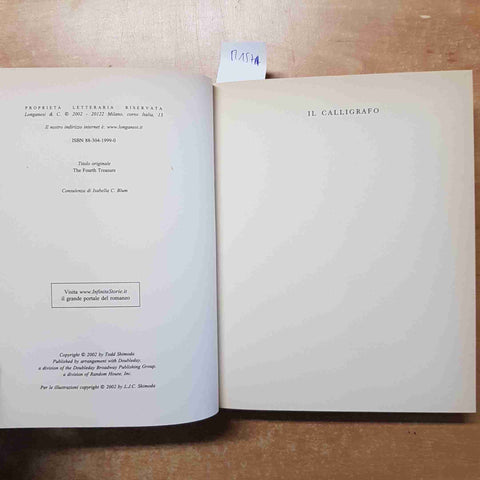 PROPRIETÀ LETTERARIA RISERVATA
Longanesi & C. © 2002 - 20122 Milano, corso Italia, 13
Il nostro indirizzo internet è: www.longanesi.it
ISBN 88-304-1999-0
Titolo originale
The Fourth Treasure
Consulenza di Isabella C. Blum
Visita www.InfiniteStorie.it
il grande portale del romanzo
Copyright © 2002 by Todd Shimoda
Published by arrangement with Doubleday,
a division of the Doubleday Broadway Publishing Group,
a division of Random House, Inc.
Per le illustrazioni copyright © 2002 by L.J.C. Shimoda
IL CALLIGRAFO